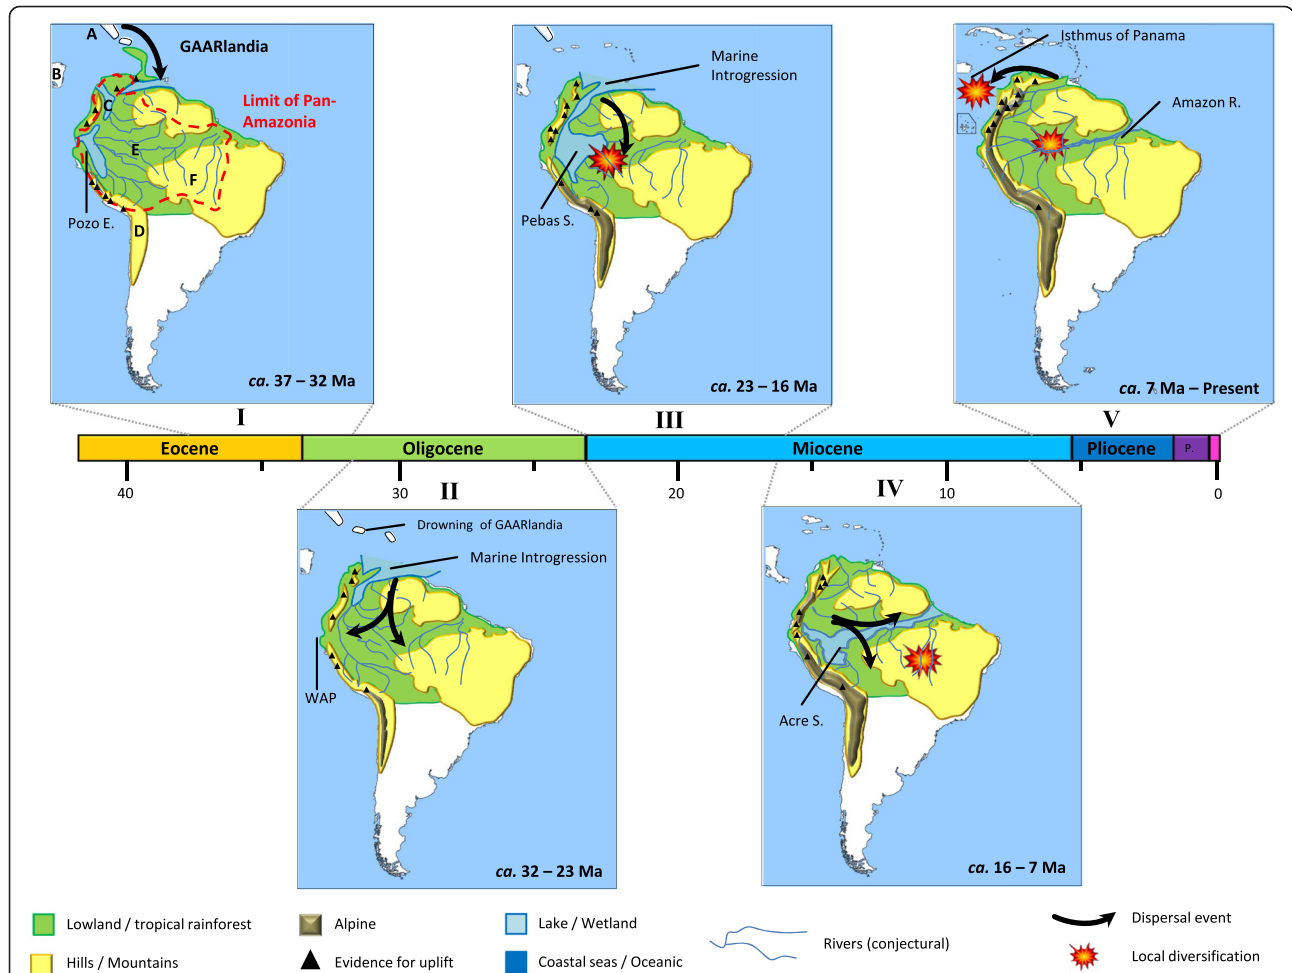 A
GAARlandia
B
C
Limit of Pan-
Amazonia
E
F
Pozo E.
D
ca. 37 – 32 Ma
I
Marine
Introgression
Pebas S.
ca. 23 – 16 Ma
III
Isthmus of Panama
Amazon R.
ca. 7 Ma – Present
V
Eocene
Oligocene
Miocene
Pliocene
P.
40
30
20
10
0
II
Drowning of GAARlandia
Marine Introgression
WAP
ca. 32 – 23 Ma
IV
Acre S.
ca. 16 – 7 Ma
Lowland / tropical rainforest
Alpine
Lake / Wetland
Rivers (conjectural)
Dispersal event
Hills / Mountains
Evidence for uplift
Coastal seas / Oceanic
Local diversification